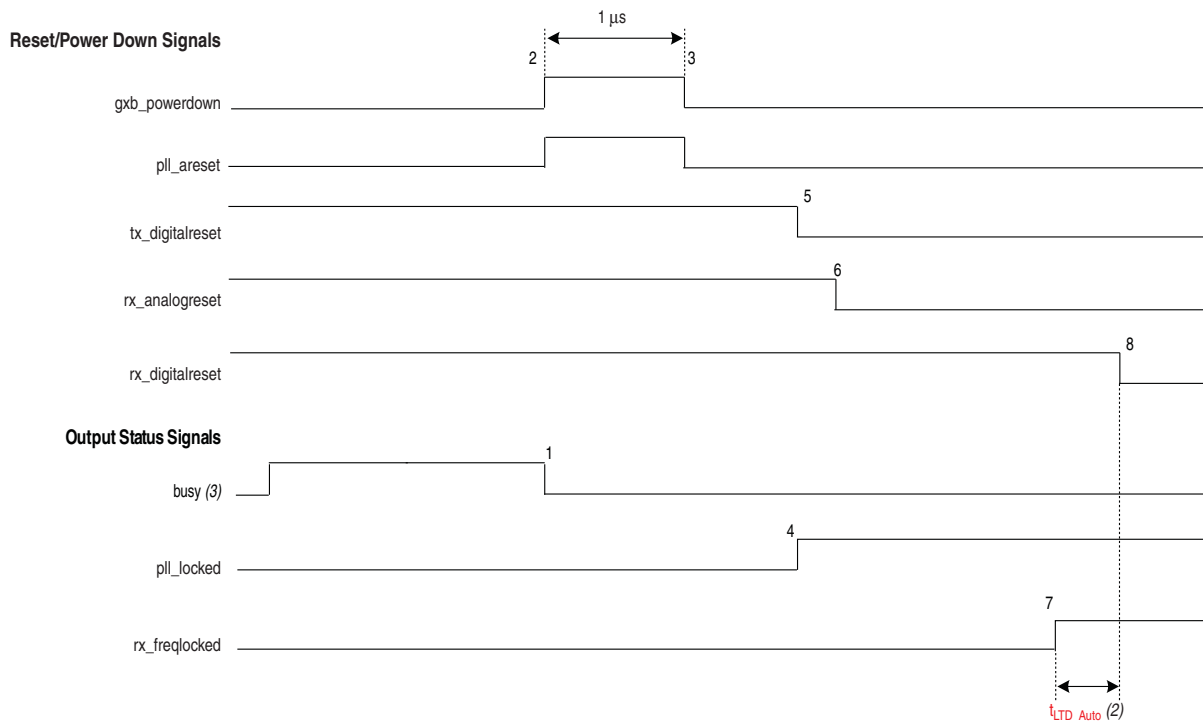 1 μs
Reset/Power Down Signals
2
3
gxb_powerdown
pll_areset
5
tx_digitalreset
6
rx_analogreset
8
rx_digitalreset
Output Status Signals
1
busy (3)
4
pll_locked
7
rx_freqlocked
tLTD_Auto (2)